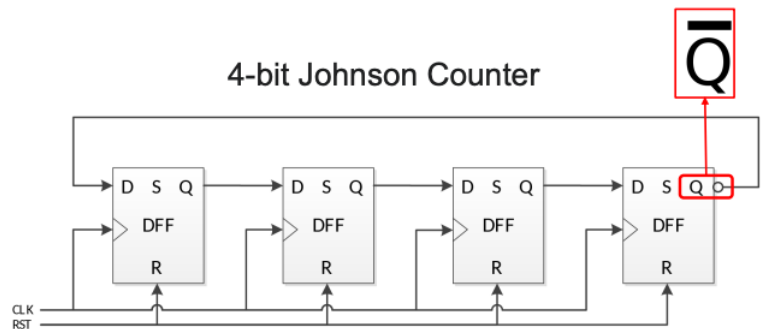 Q̅
4-bit Johnson Counter
D S Q
D S Q
D S Q
D S Q
DFF
DFF
DFF
DFF
R
R
R
R
CLK
RST